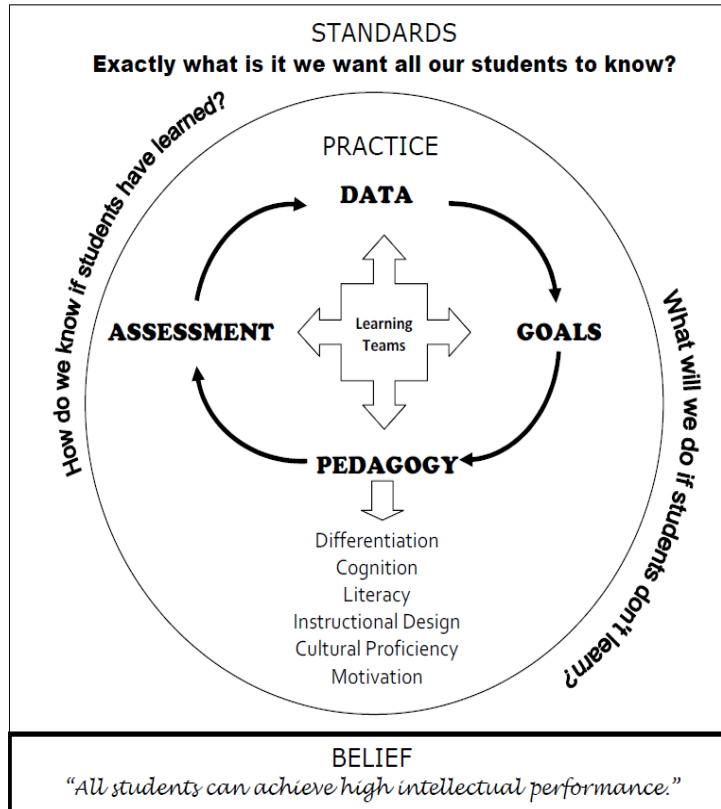 STANDARDS
Exactly what is it we want all our students to know?
How do we know if students have learned?
PRACTICE
DATA
ASSESSMENT
Learning
Teams
GOALS
What will we do if students don't learn?
PEDAGOGY
Differentiation
Cognition
Literacy
Instructional Design
Cultural Proficiency
Motivation
BELIEF
“All students can achieve high intellectual performance.”